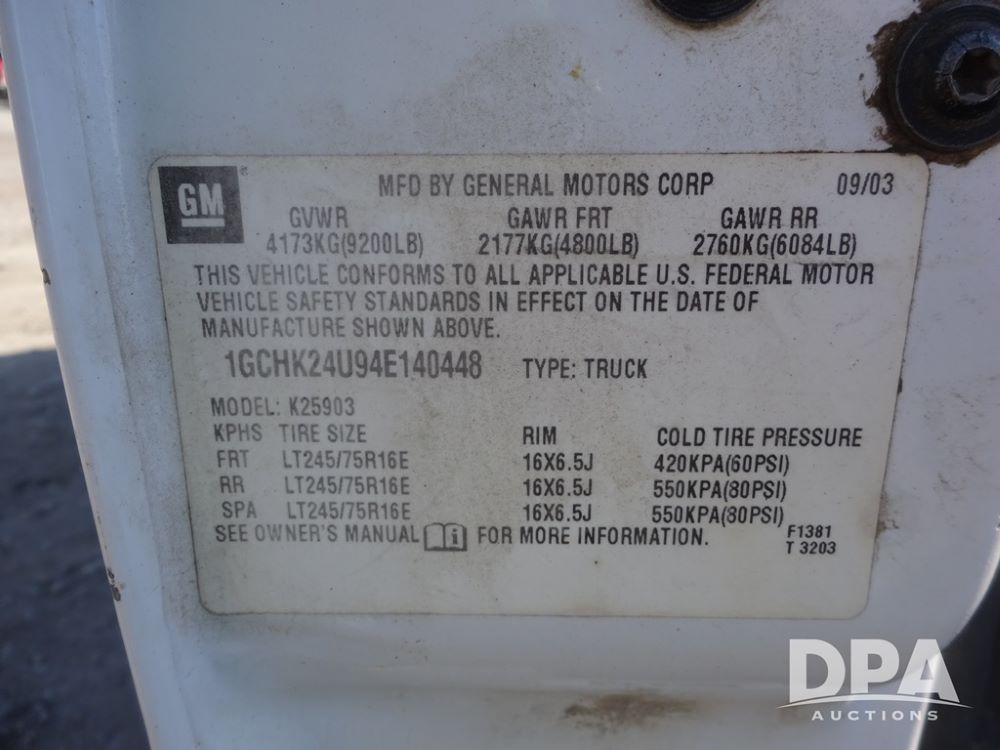 GM
MFD BY GENERAL MOTORS CORP 09/03
GVWR GAWR FRT GAWR RR
4173KG(9200LB) 2177KG(4800LB) 2760KG(6084LB)
THIS VEHICLE CONFORMS TO ALL APPLICABLE U.S. FEDERAL MOTOR
VEHICLE SAFETY STANDARDS IN EFFECT ON THE DATE OF
MANUFACTURE SHOWN ABOVE.
1GCHK24U94E140448 TYPE: TRUCK
MODEL: K25903
KPHS TIRE SIZE RIM COLD TIRE PRESSURE
FRT LT245/75R16E 16X6.5J 420KPA(60PSI)
RR LT245/75R16E 16X6.5J 550KPA(80PSI)
SPA LT245/75R16E 16X6.5J 550KPA(80PSI)
SEE OWNER'S MANUAL i FOR MORE INFORMATION. F1381
T 3203
DPA
AUCTIONS